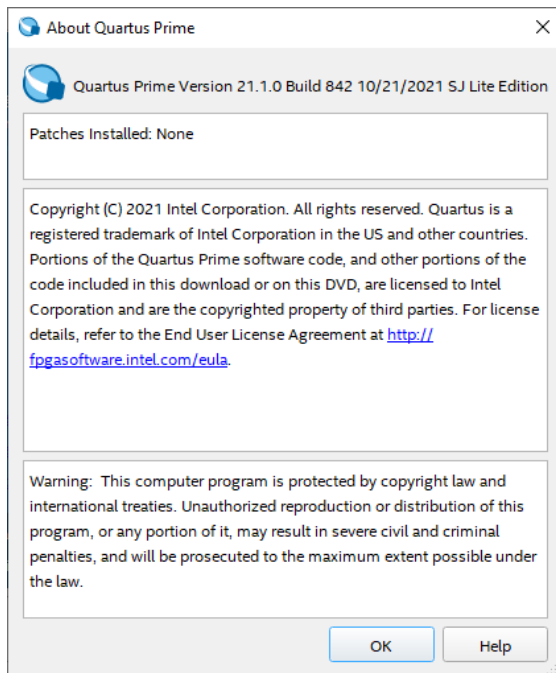 About Quartus Prime
Quartus Prime Version 21.1.0 Build 842 10/21/2021 SJ Lite Edition
Patches Installed: None
Copyright (C) 2021 Intel Corporation. All rights reserved. Quartus is a
registered trademark of Intel Corporation in the US and other countries.
Portions of the Quartus Prime software code, and other portions of the
code included in this download or on this DVD, are licensed to Intel
Corporation and are the copyrighted property of third parties. For license
details, refer to the End User License Agreement at http://
fpgasoftware.intel.com/eula.
Warning:  This computer program is protected by copyright law and
international treaties. Unauthorized reproduction or distribution of this
program, or any portion of it, may result in severe civil and criminal
penalties, and will be prosecuted to the maximum extent possible under
the law.
OK
Help